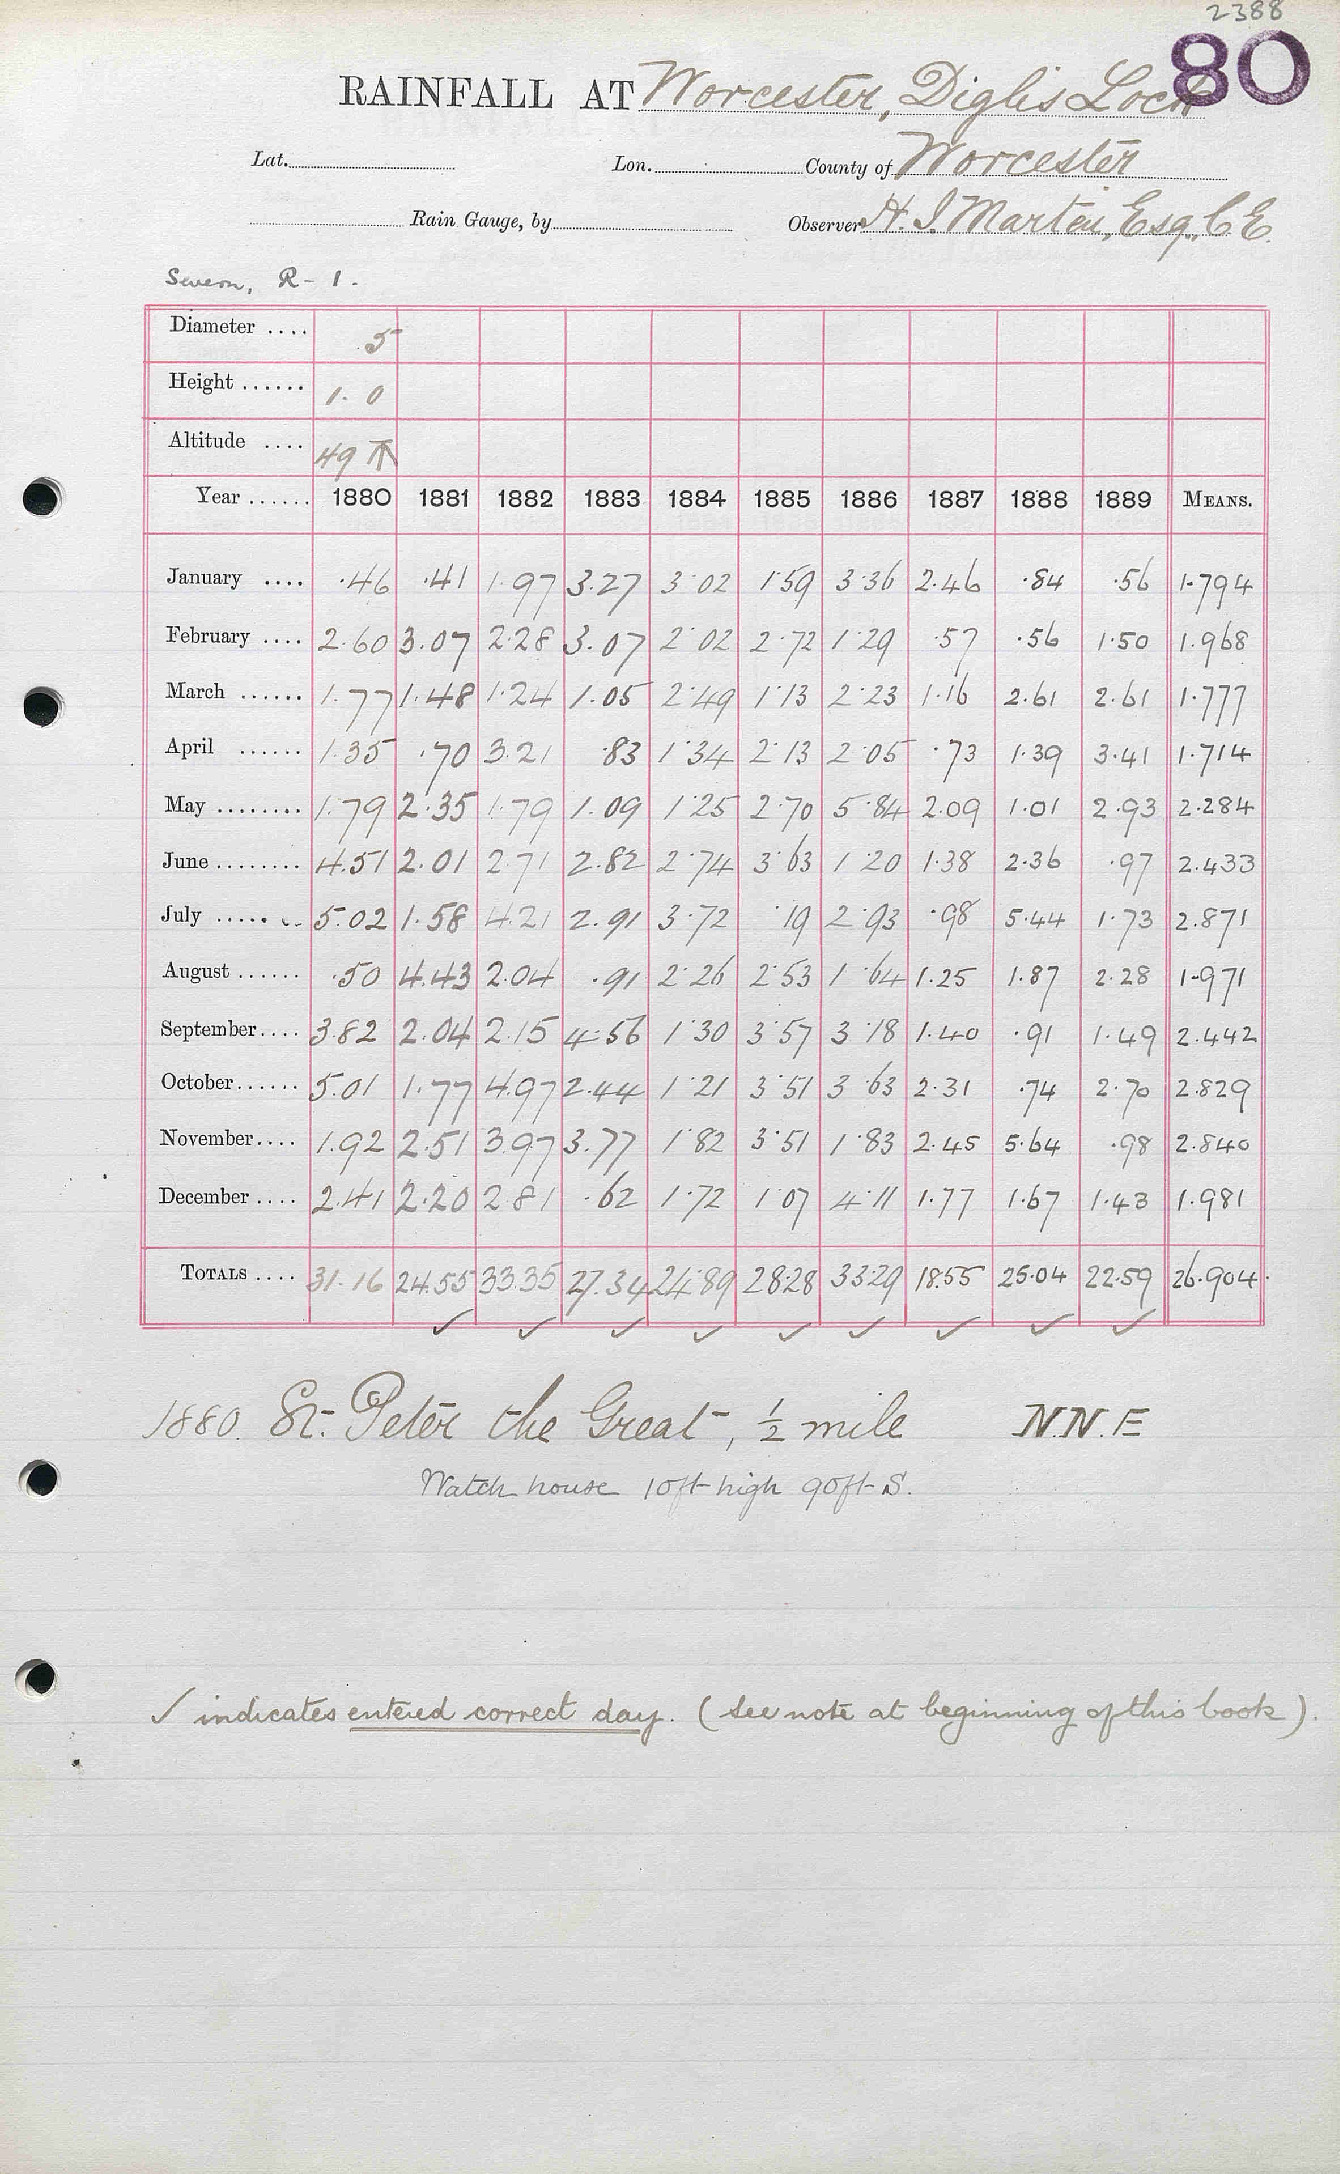 2388
80
RAINFALL AT Worcester, Diglis Lock
Lat. Lon. County of Worcester
Rain Gauge, by Observer H. J. Marten, Esq., C.E.
Severn, R - 1.
Diameter .... 5
Height ...... 1. 0
Altitude .... 49 ↑
Year ...... 1880 1881 1882 1883 1884 1885 1886 1887 1888 1889 MEANS.
January .... .46 .41 1.97 3.27 3.02 1.59 3.36 2.46 .84 .56 1.794
February .... 2.60 3.07 2.28 3.07 2.02 2.72 1.29 .57 .56 1.50 1.968
March ...... 1.77 1.48 1.24 1.05 2.49 1.13 2.23 1.16 2.61 2.61 1.777
April ...... 1.35 .70 3.21 .83 1.34 2.13 2.05 .73 1.39 3.41 1.714
May ........ 1.79 2.35 1.79 1.09 1.25 2.70 5.84 2.09 1.01 2.93 2.284
June ........ 4.51 2.01 2.71 2.82 2.74 3.63 1.20 1.38 2.36 .97 2.433
July ........ 5.02 1.58 4.21 2.91 3.72 .19 2.93 .98 5.44 1.73 2.871
August ...... .50 4.43 2.04 .91 2.26 2.53 1.64 1.25 1.87 2.28 1.971
September.... 3.82 2.04 2.15 4.56 1.30 3.57 3.18 1.40 .91 1.49 2.442
October...... 5.01 1.77 4.97 2.44 1.21 3.51 3.63 2.31 .74 2.70 2.829
November.... 1.92 2.51 3.97 3.77 1.82 3.51 1.83 2.45 5.64 .98 2.840
December .... 2.41 2.20 2.81 .62 1.72 1.07 4.11 1.77 1.67 1.43 1.981
TOTALS .... 31.16 24.55 33.35 27.34 24.89 28.28 33.29 18.55 25.04 22.59 26.904
✓ ✓ ✓ ✓ ✓ ✓ ✓ ✓ ✓
1880. St. Peter the Great, ½ mile N.N.E
Watch house 10ft high 90ft S.
✓ indicates entered correct day. (See note at beginning of this book).